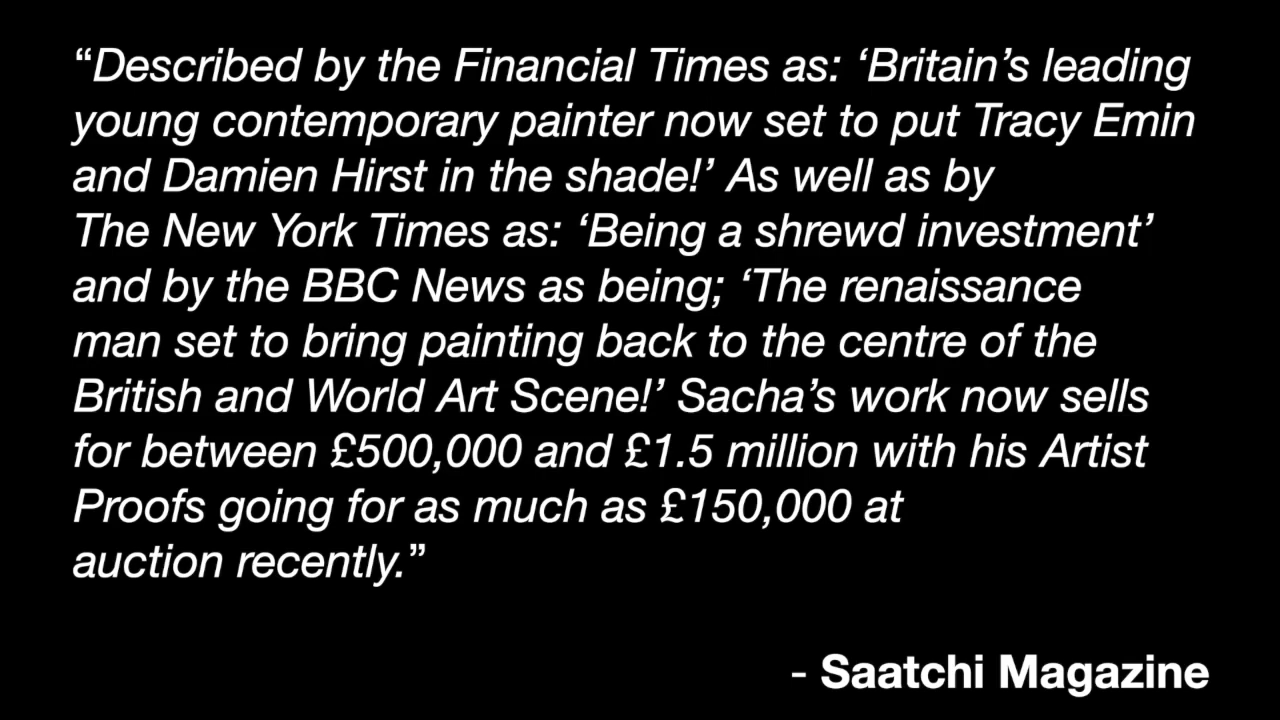 “Described by the Financial Times as: ‘Britain’s leading
young contemporary painter now set to put Tracy Emin
and Damien Hirst in the shade!’ As well as by
The New York Times as: ‘Being a shrewd investment’
and by the BBC News as being; ‘The renaissance
man set to bring painting back to the centre of the
British and World Art Scene!’ Sacha’s work now sells
for between £500,000 and £1.5 million with his Artist
Proofs going for as much as £150,000 at
auction recently.”
- Saatchi Magazine